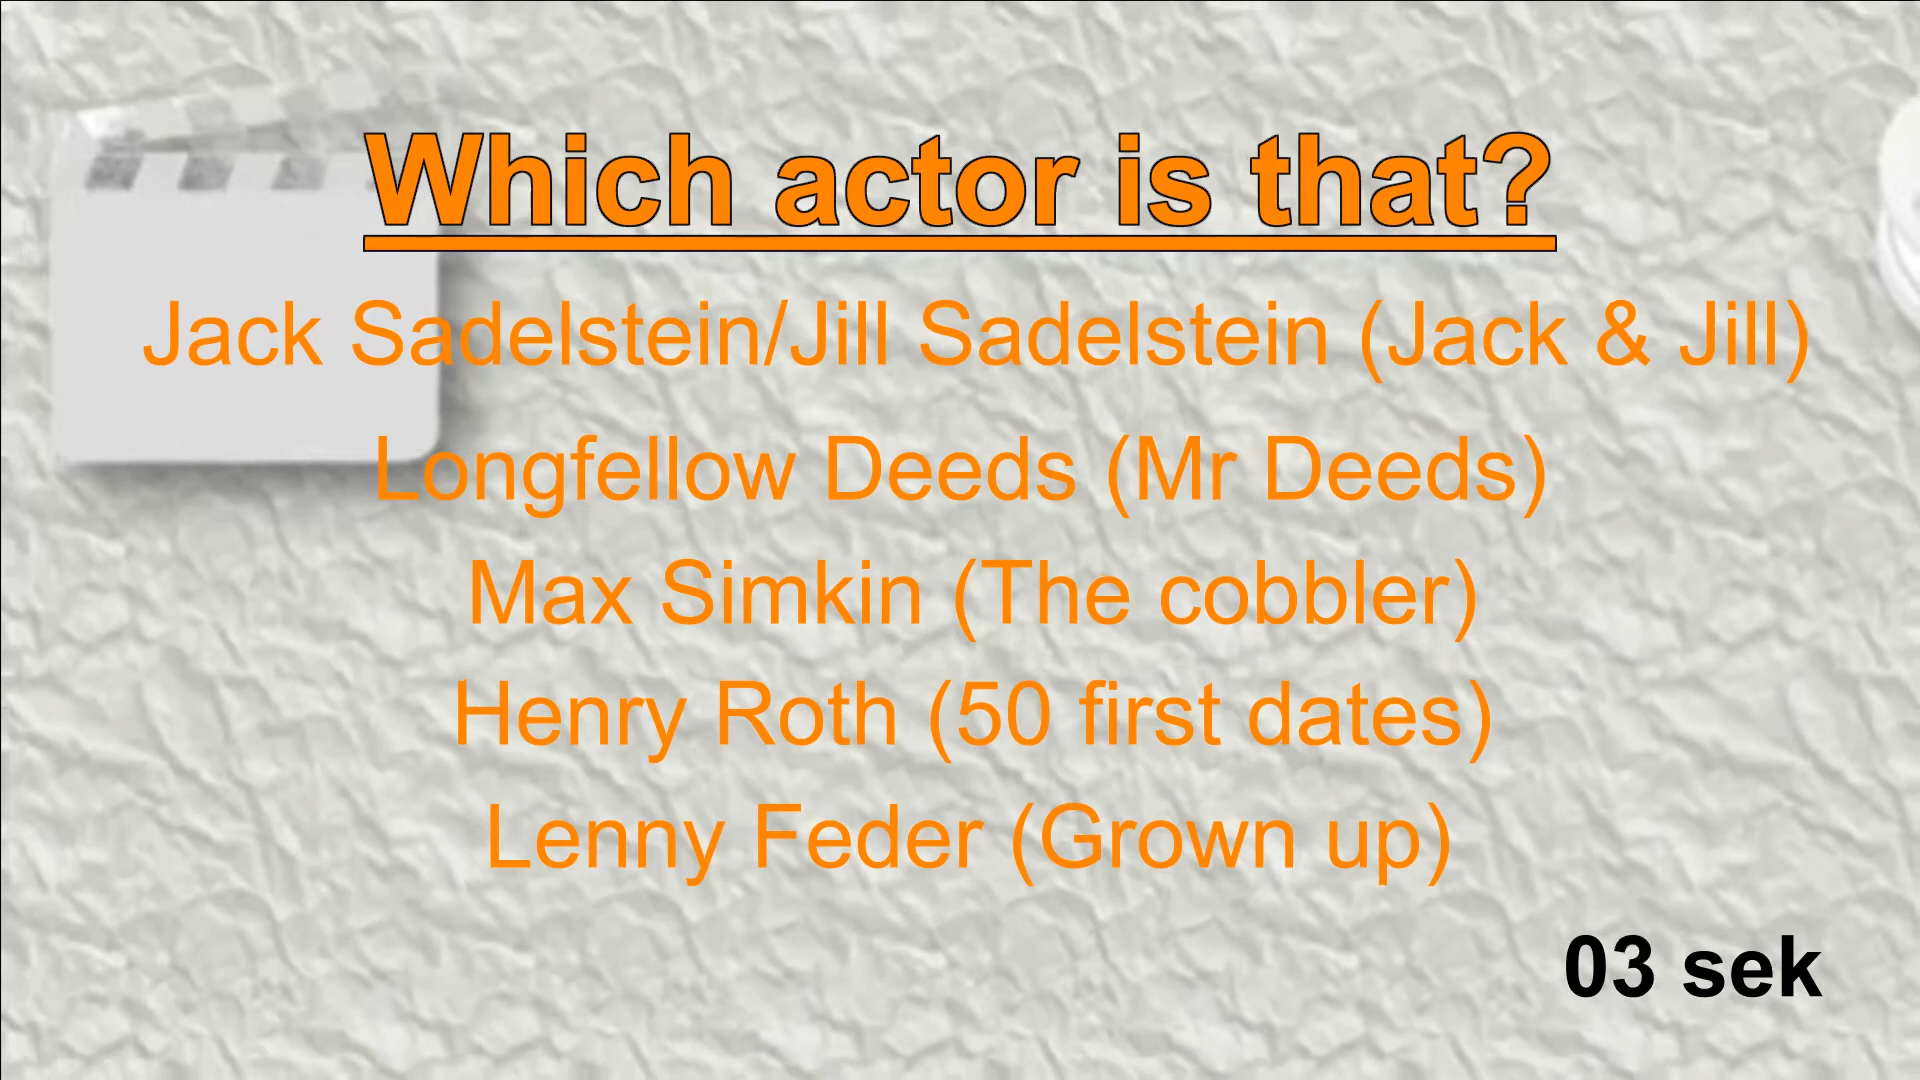 Which actor is that?
Jack Sadelstein/Jill Sadelstein (Jack & Jill)
Longfellow Deeds (Mr Deeds)
Max Simkin (The cobbler)
Henry Roth (50 first dates)
Lenny Feder (Grown up)
03 sek